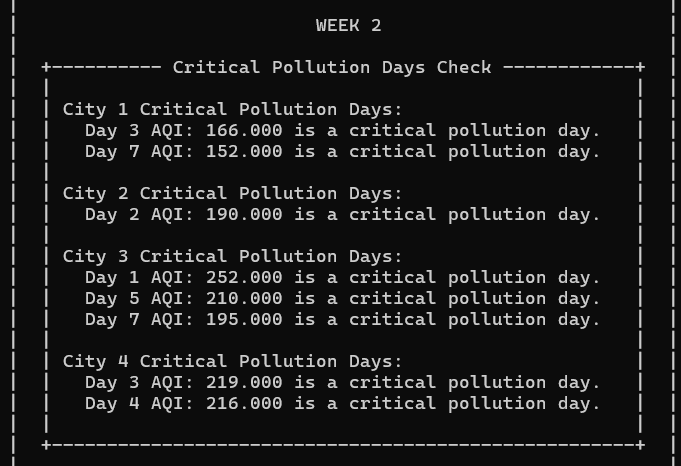 WEEK 2
+---------- Critical Pollution Days Check ------------+
City 1 Critical Pollution Days:
Day 3 AQI: 166.000 is a critical pollution day.
Day 7 AQI: 152.000 is a critical pollution day.
City 2 Critical Pollution Days:
Day 2 AQI: 190.000 is a critical pollution day.
City 3 Critical Pollution Days:
Day 1 AQI: 252.000 is a critical pollution day.
Day 5 AQI: 210.000 is a critical pollution day.
Day 7 AQI: 195.000 is a critical pollution day.
City 4 Critical Pollution Days:
Day 3 AQI: 219.000 is a critical pollution day.
Day 4 AQI: 216.000 is a critical pollution day.
+-----------------------------------------------------+